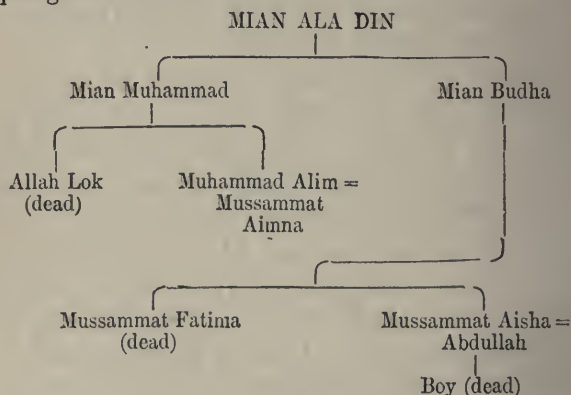 MIAN ALA DIN
Mian Muhammad Mian Budha
Allah Lok Muhammad Alim =
(dead) Mussammat
Aimna
Mussammat Fatima Mussammat Aisha =
(dead) Abdullah
Boy (dead)